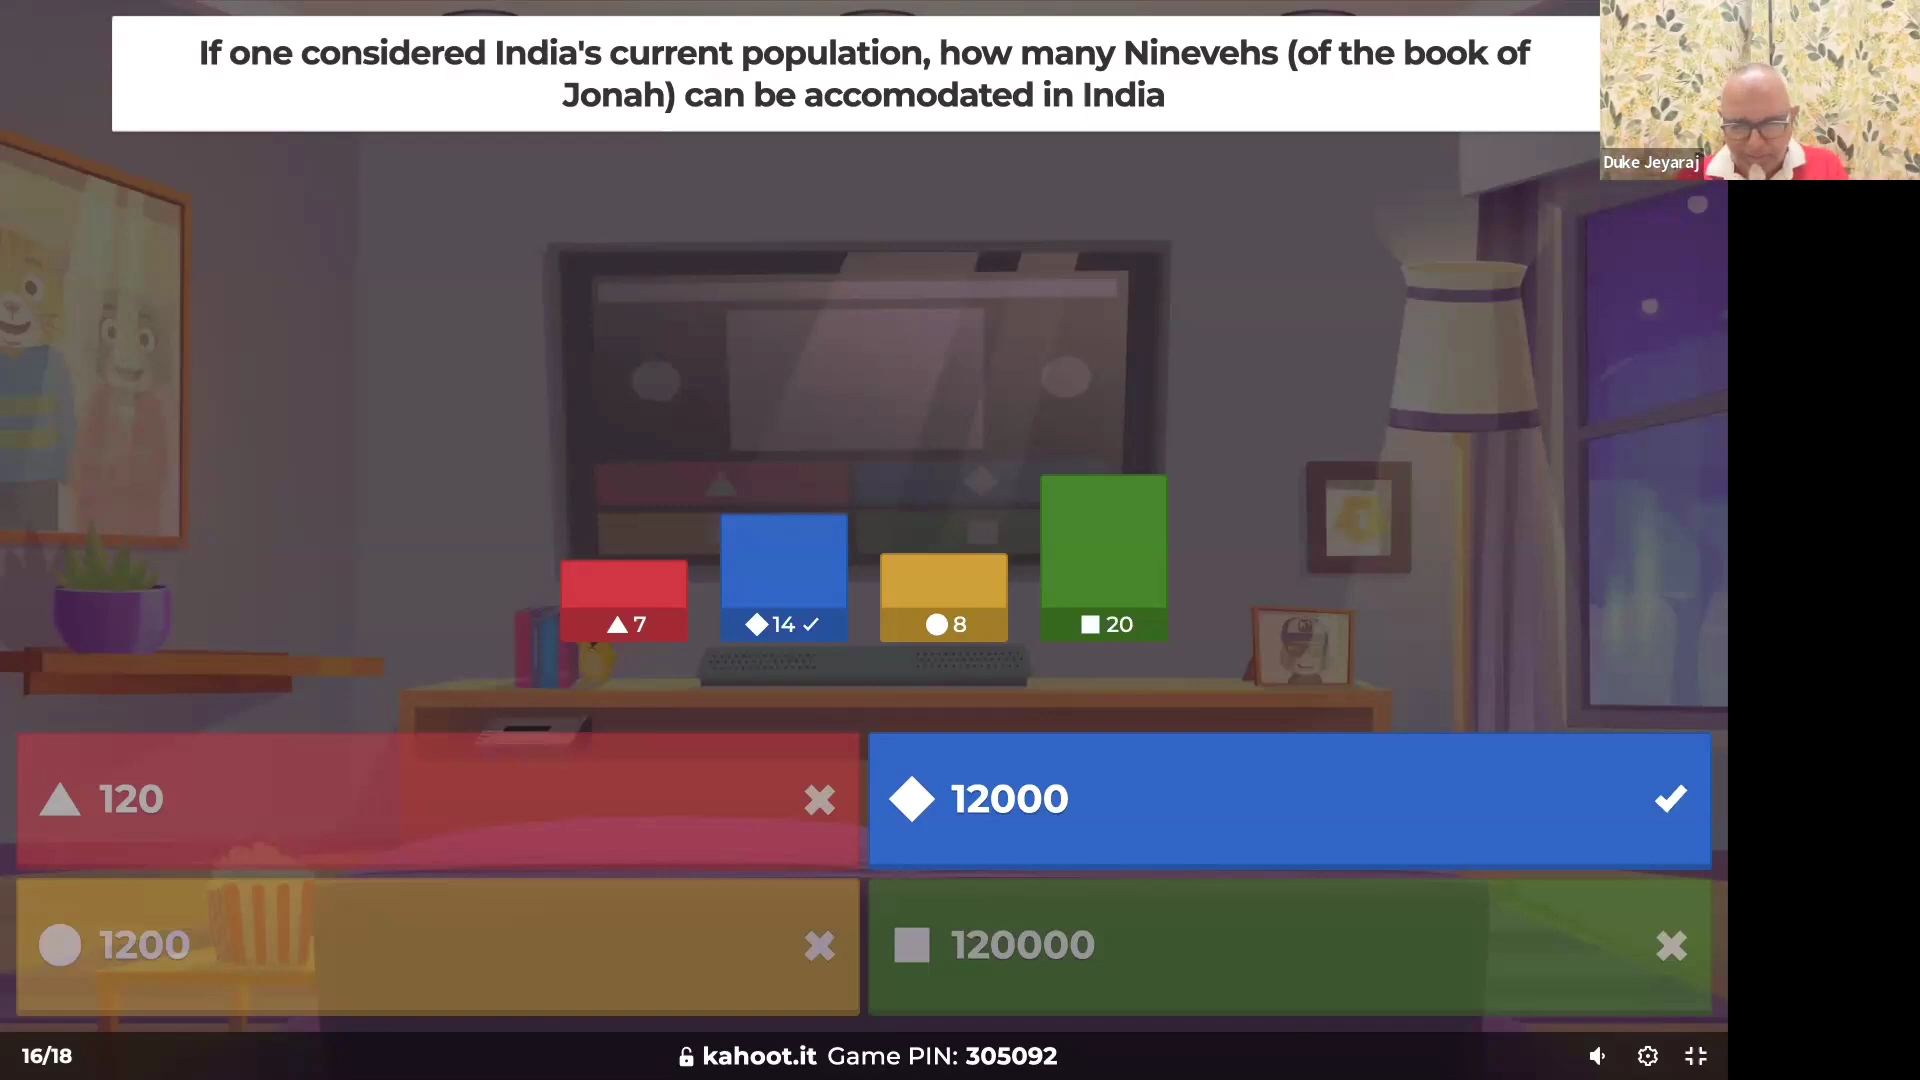 If one considered India's current population, how many Ninevehs (of the book of
Jonah) can be accomodated in India
Duke Jeyaraj
7
14
8
20
120
12000
1200
120000
16/18
kahoot.it Game PIN: 305092